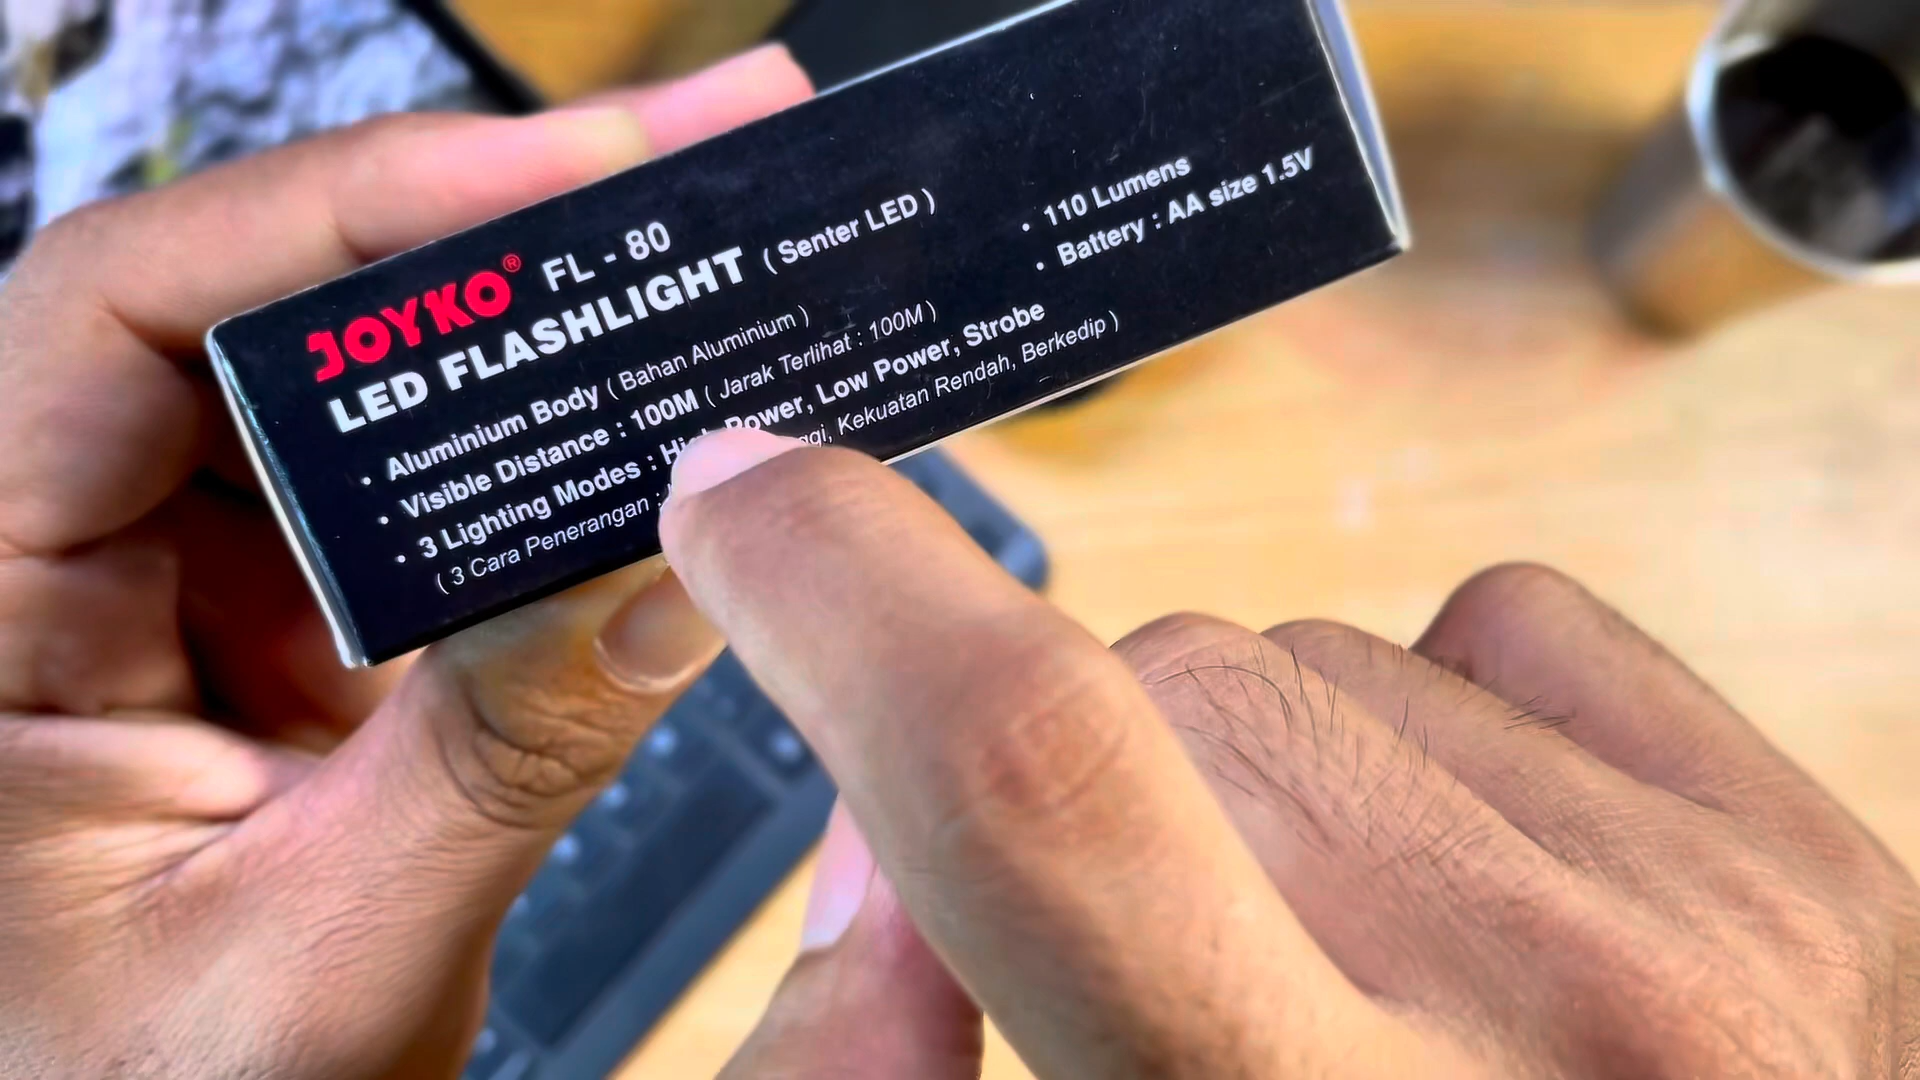 JOYKO® FL - 80
LED FLASHLIGHT ( Senter LED )
• Aluminium Body ( Bahan Aluminium )
• Visible Distance : 100M ( Jarak Terlihat : 100M )
• 3 Lighting Modes : High Power, Low Power, Strobe
( 3 Cara Penerangan : Kekuatan Rendah, Berkedip )
• 110 Lumens
• Battery : AA size 1.5V